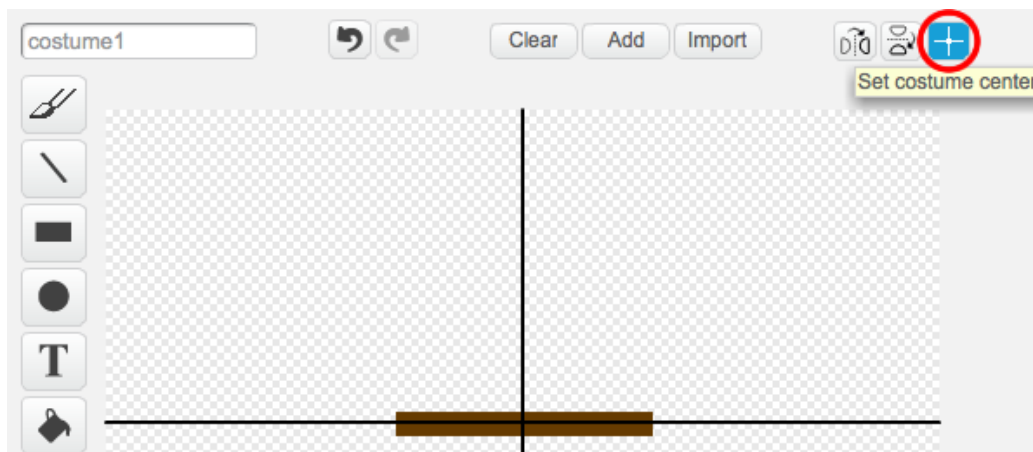 costume1
Clear
Add
Import
Set costume center
T